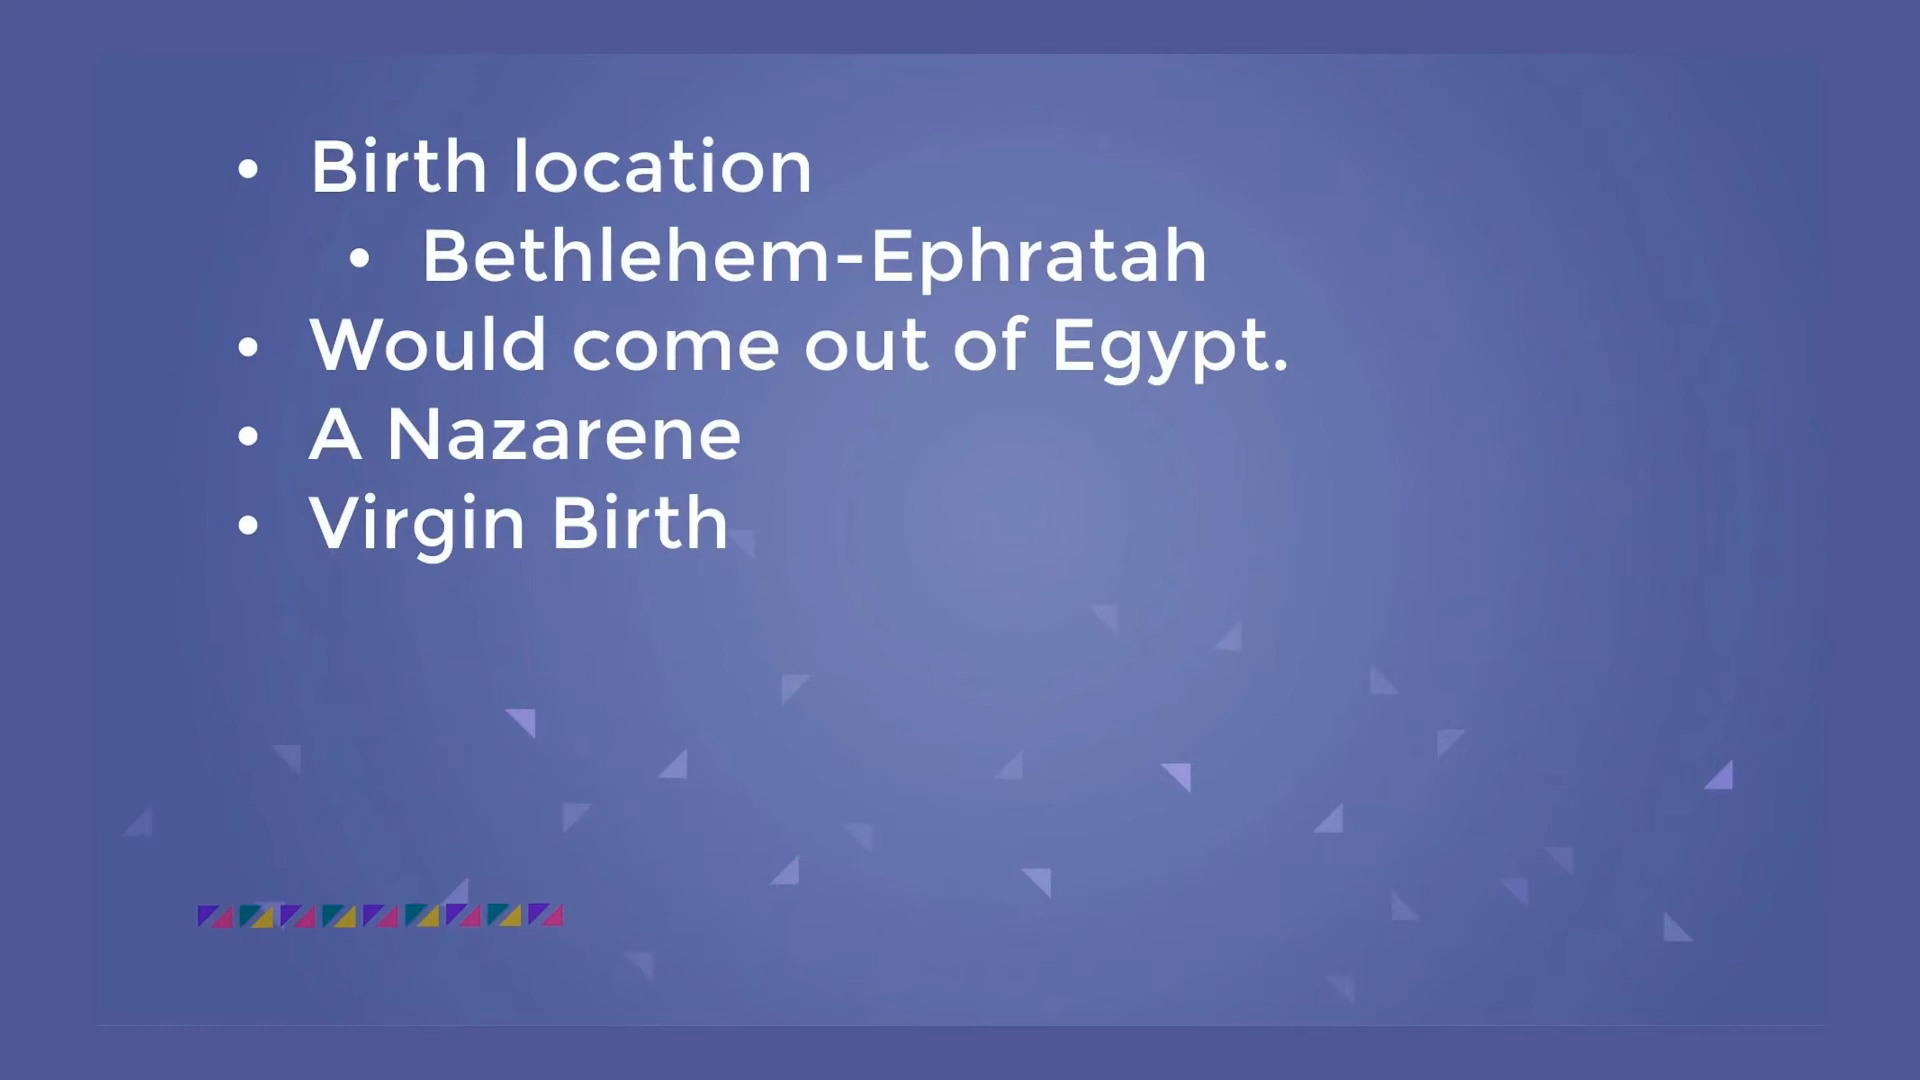 • Birth location
• Bethlehem-Ephratah
• Would come out of Egypt.
• A Nazarene
• Virgin Birth